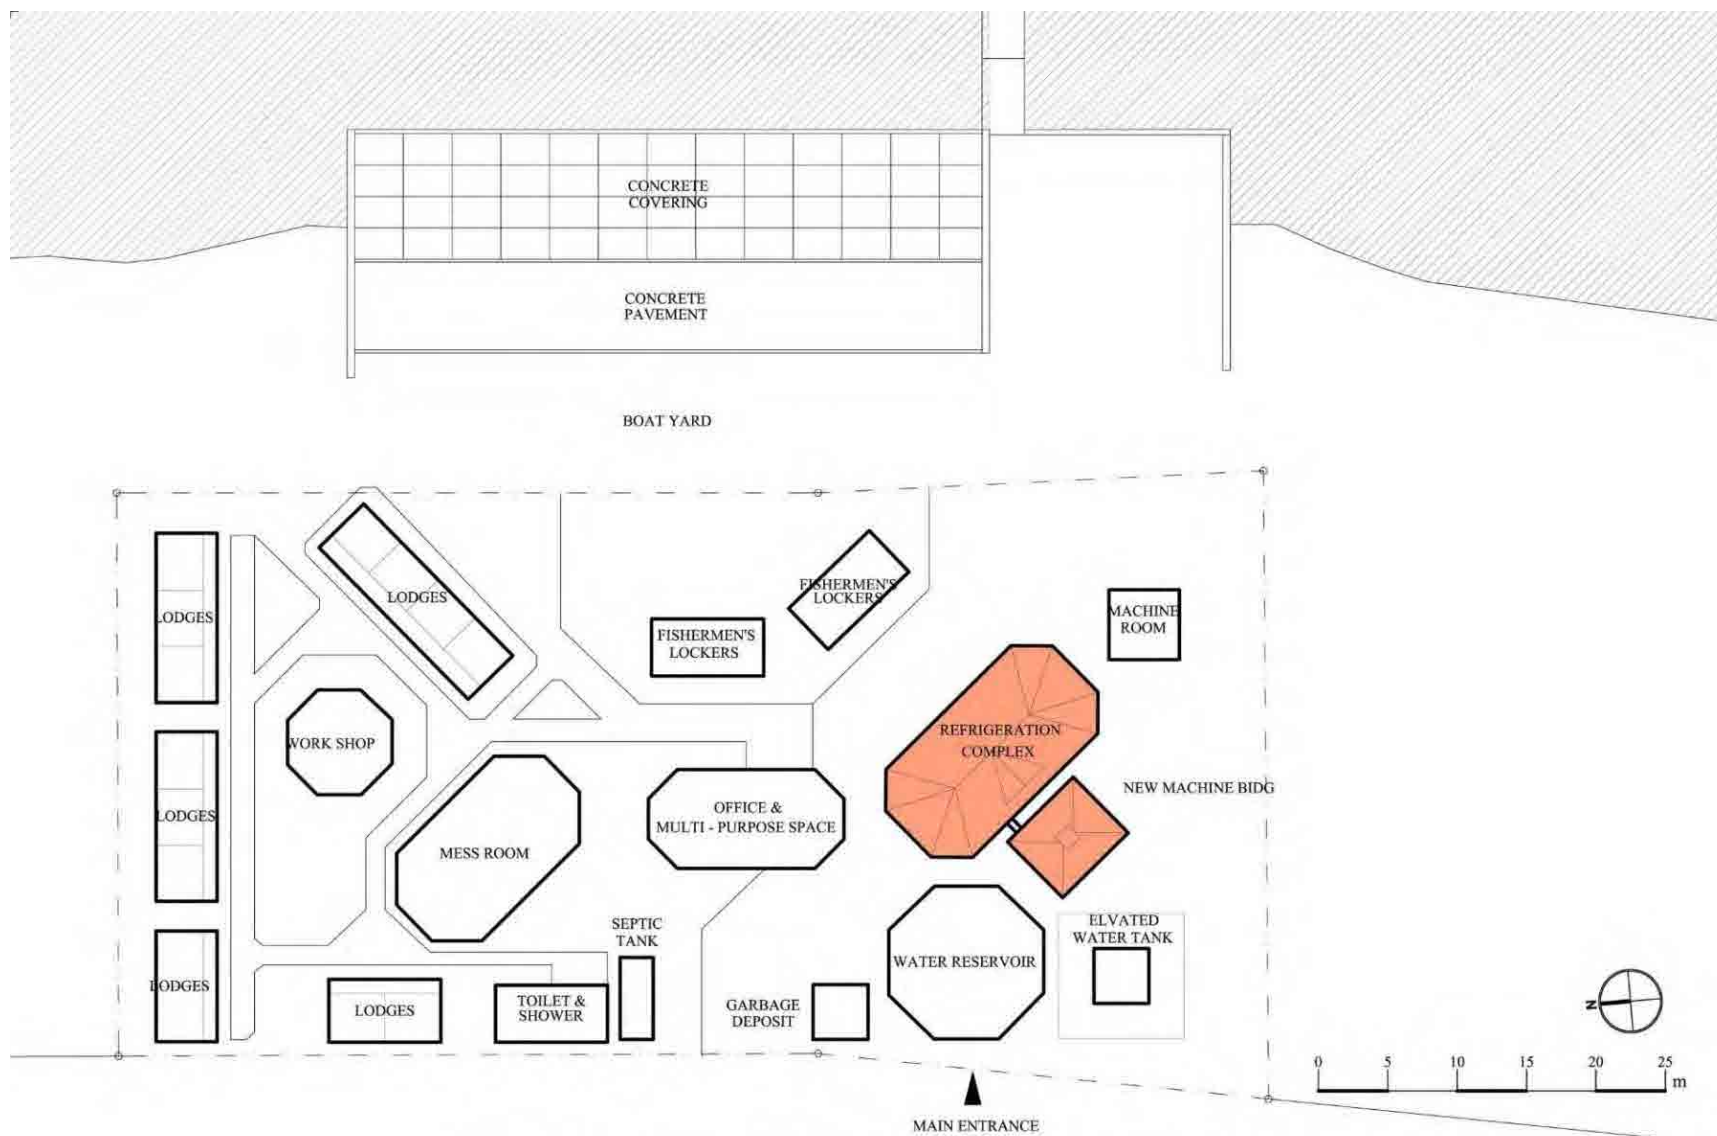 CONCRETE
COVERING
CONCRETE
PAVEMENT
BOAT YARD
LODGES
LODGES
FISHERMEN'S
LOCKERS
FISHERMEN'S
LOCKERS
MACHINE
ROOM
WORK SHOP
REFRIGERATION
COMPLEX
NEW MACHINE BIDG
LODGES
OFFICE &
MULTI - PURPOSE SPACE
MESS ROOM
SEPTIC
TANK
ELVATED
WATER TANK
WATER RESERVOIR
LODGES
LODGES
TOILET &
SHOWER
GARBAGE
DEPOSIT
N
0 5 10 15 20 25
m
MAIN ENTRANCE